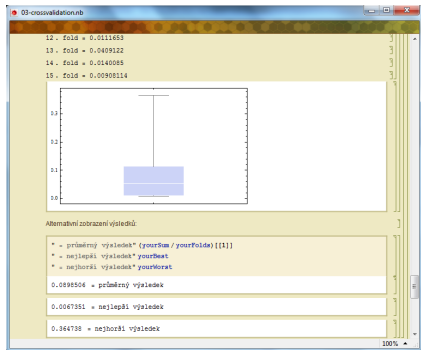 03-crossvalidation.nb
12. fold = 0.0111653
13. fold = 0.0409122
14. fold = 0.0140085
15. fold = 0.00908114
0.3
0.2
0.1
0.0
Alternativní zobrazení výsledků:
" = průměrný výsledek" (yourSum / yourFolds)[[1]]
" = nejlepší výsledek" yourBest
" = nejhorší výsledek" yourWorst
0.0898506 = průměrný výsledek
0.0067351 = nejlepší výsledek
0.364738 = nejhorší výsledek
100%